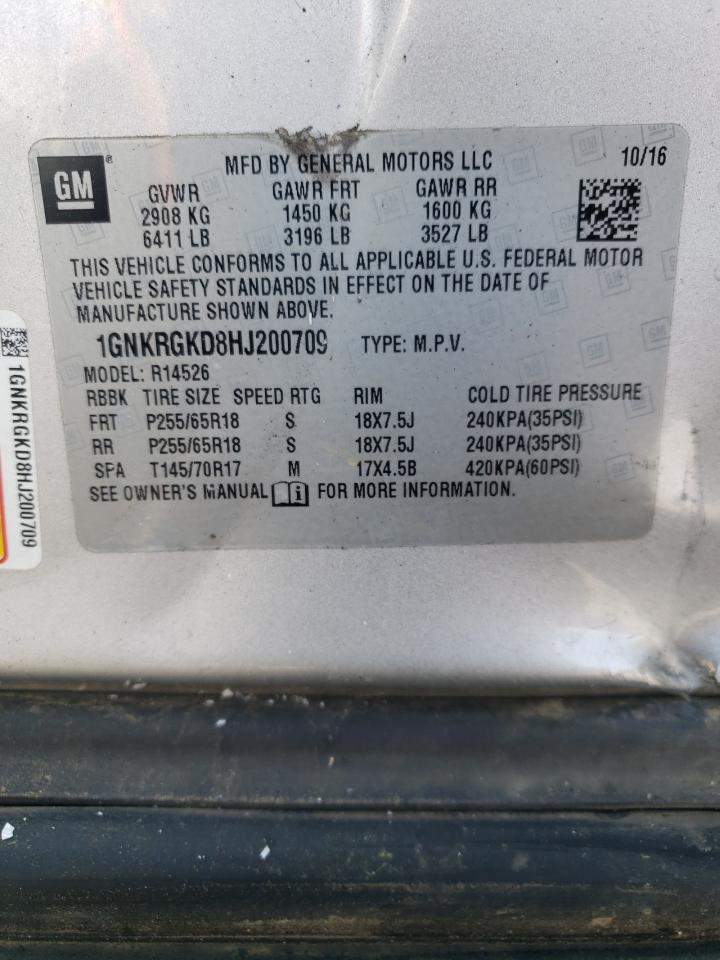 GM
MFD BY GENERAL MOTORS LLC 10/16
GVWR GAWR FRT GAWR RR
2908 KG 1450 KG 1600 KG
6411 LB 3196 LB 3527 LB
THIS VEHICLE CONFORMS TO ALL APPLICABLE U.S. FEDERAL MOTOR
VEHICLE SAFETY STANDARDS IN EFFECT ON THE DATE OF
MANUFACTURE SHOWN ABOVE.
1GNKRGKD8HJ200709 TYPE: M.P.V.
MODEL: R14526
RBBK TIRE SIZE SPEED RTG RIM COLD TIRE PRESSURE
FRT P255/65R18 S 18X7.5J 240KPA(35PSI)
RR P255/65R18 S 18X7.5J 240KPA(35PSI)
SPA T145/70R17 M 17X4.5B 420KPA(60PSI)
SEE OWNER'S MANUAL FOR MORE INFORMATION.
1GNKRGKD8HJ200709